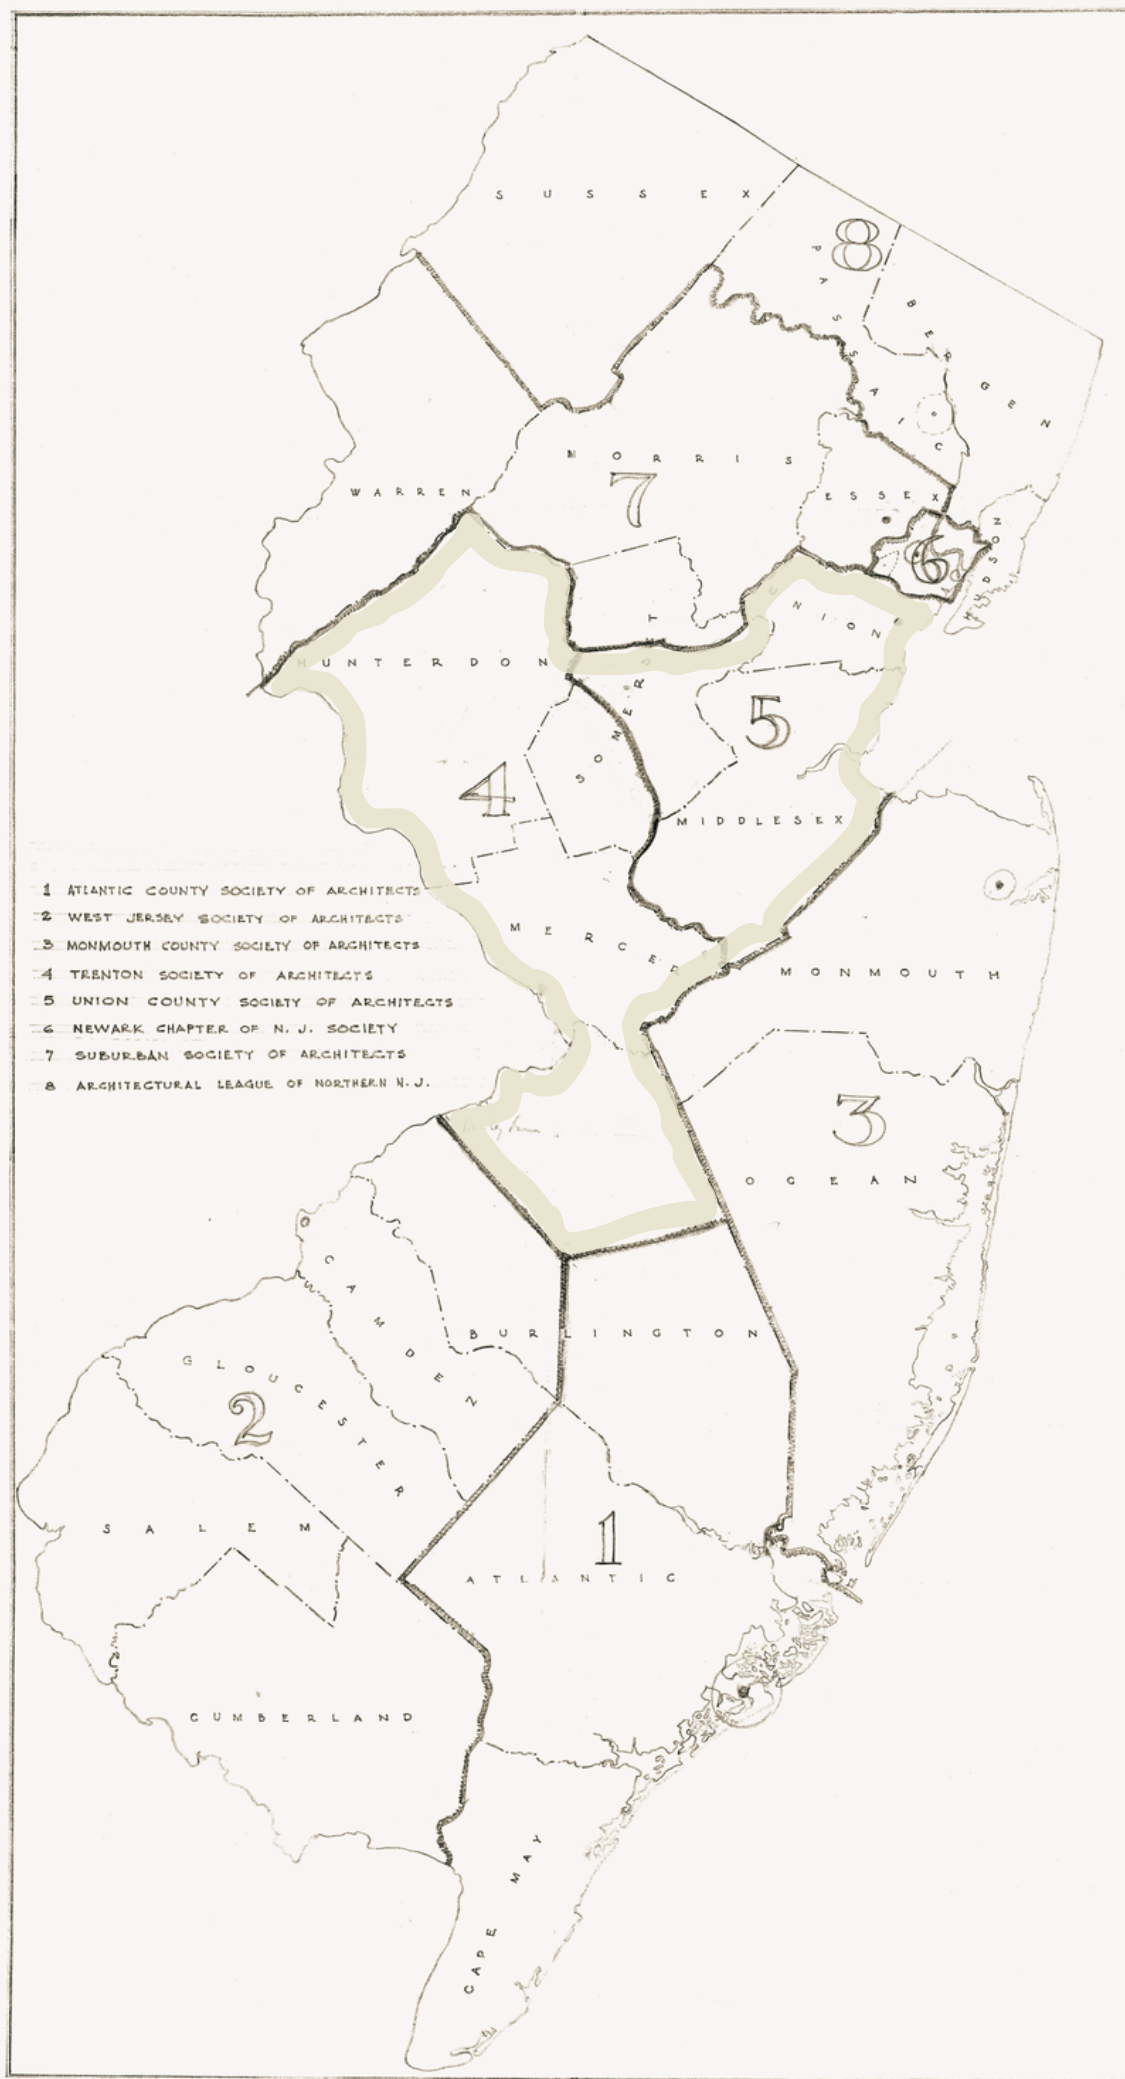 SUSSEX
8
PASSAIC
BERGEN
MORRIS
7
WARREN
ESSEX
6
HUDSON
UNION
HUNTERDON
SOMERSET
5
4
MIDDLESEX
1 ATLANTIC COUNTY SOCIETY OF ARCHITECTS
2 WEST JERSEY SOCIETY OF ARCHITECTS
3 MONMOUTH COUNTY SOCIETY OF ARCHITECTS
4 TRENTON SOCIETY OF ARCHITECTS
5 UNION COUNTY SOCIETY OF ARCHITECTS
6 NEWARK CHAPTER OF N. J. SOCIETY
7 SUBURBAN SOCIETY OF ARCHITECTS
8 ARCHITECTURAL LEAGUE OF NORTHERN N. J.
MERCER
MONMOUTH
3
OCEAN
CAMDEN
BURLINGTON
GLOUCESTER
2
SALEM
1
ATLANTIC
CUMBERLAND
CAPE MAY